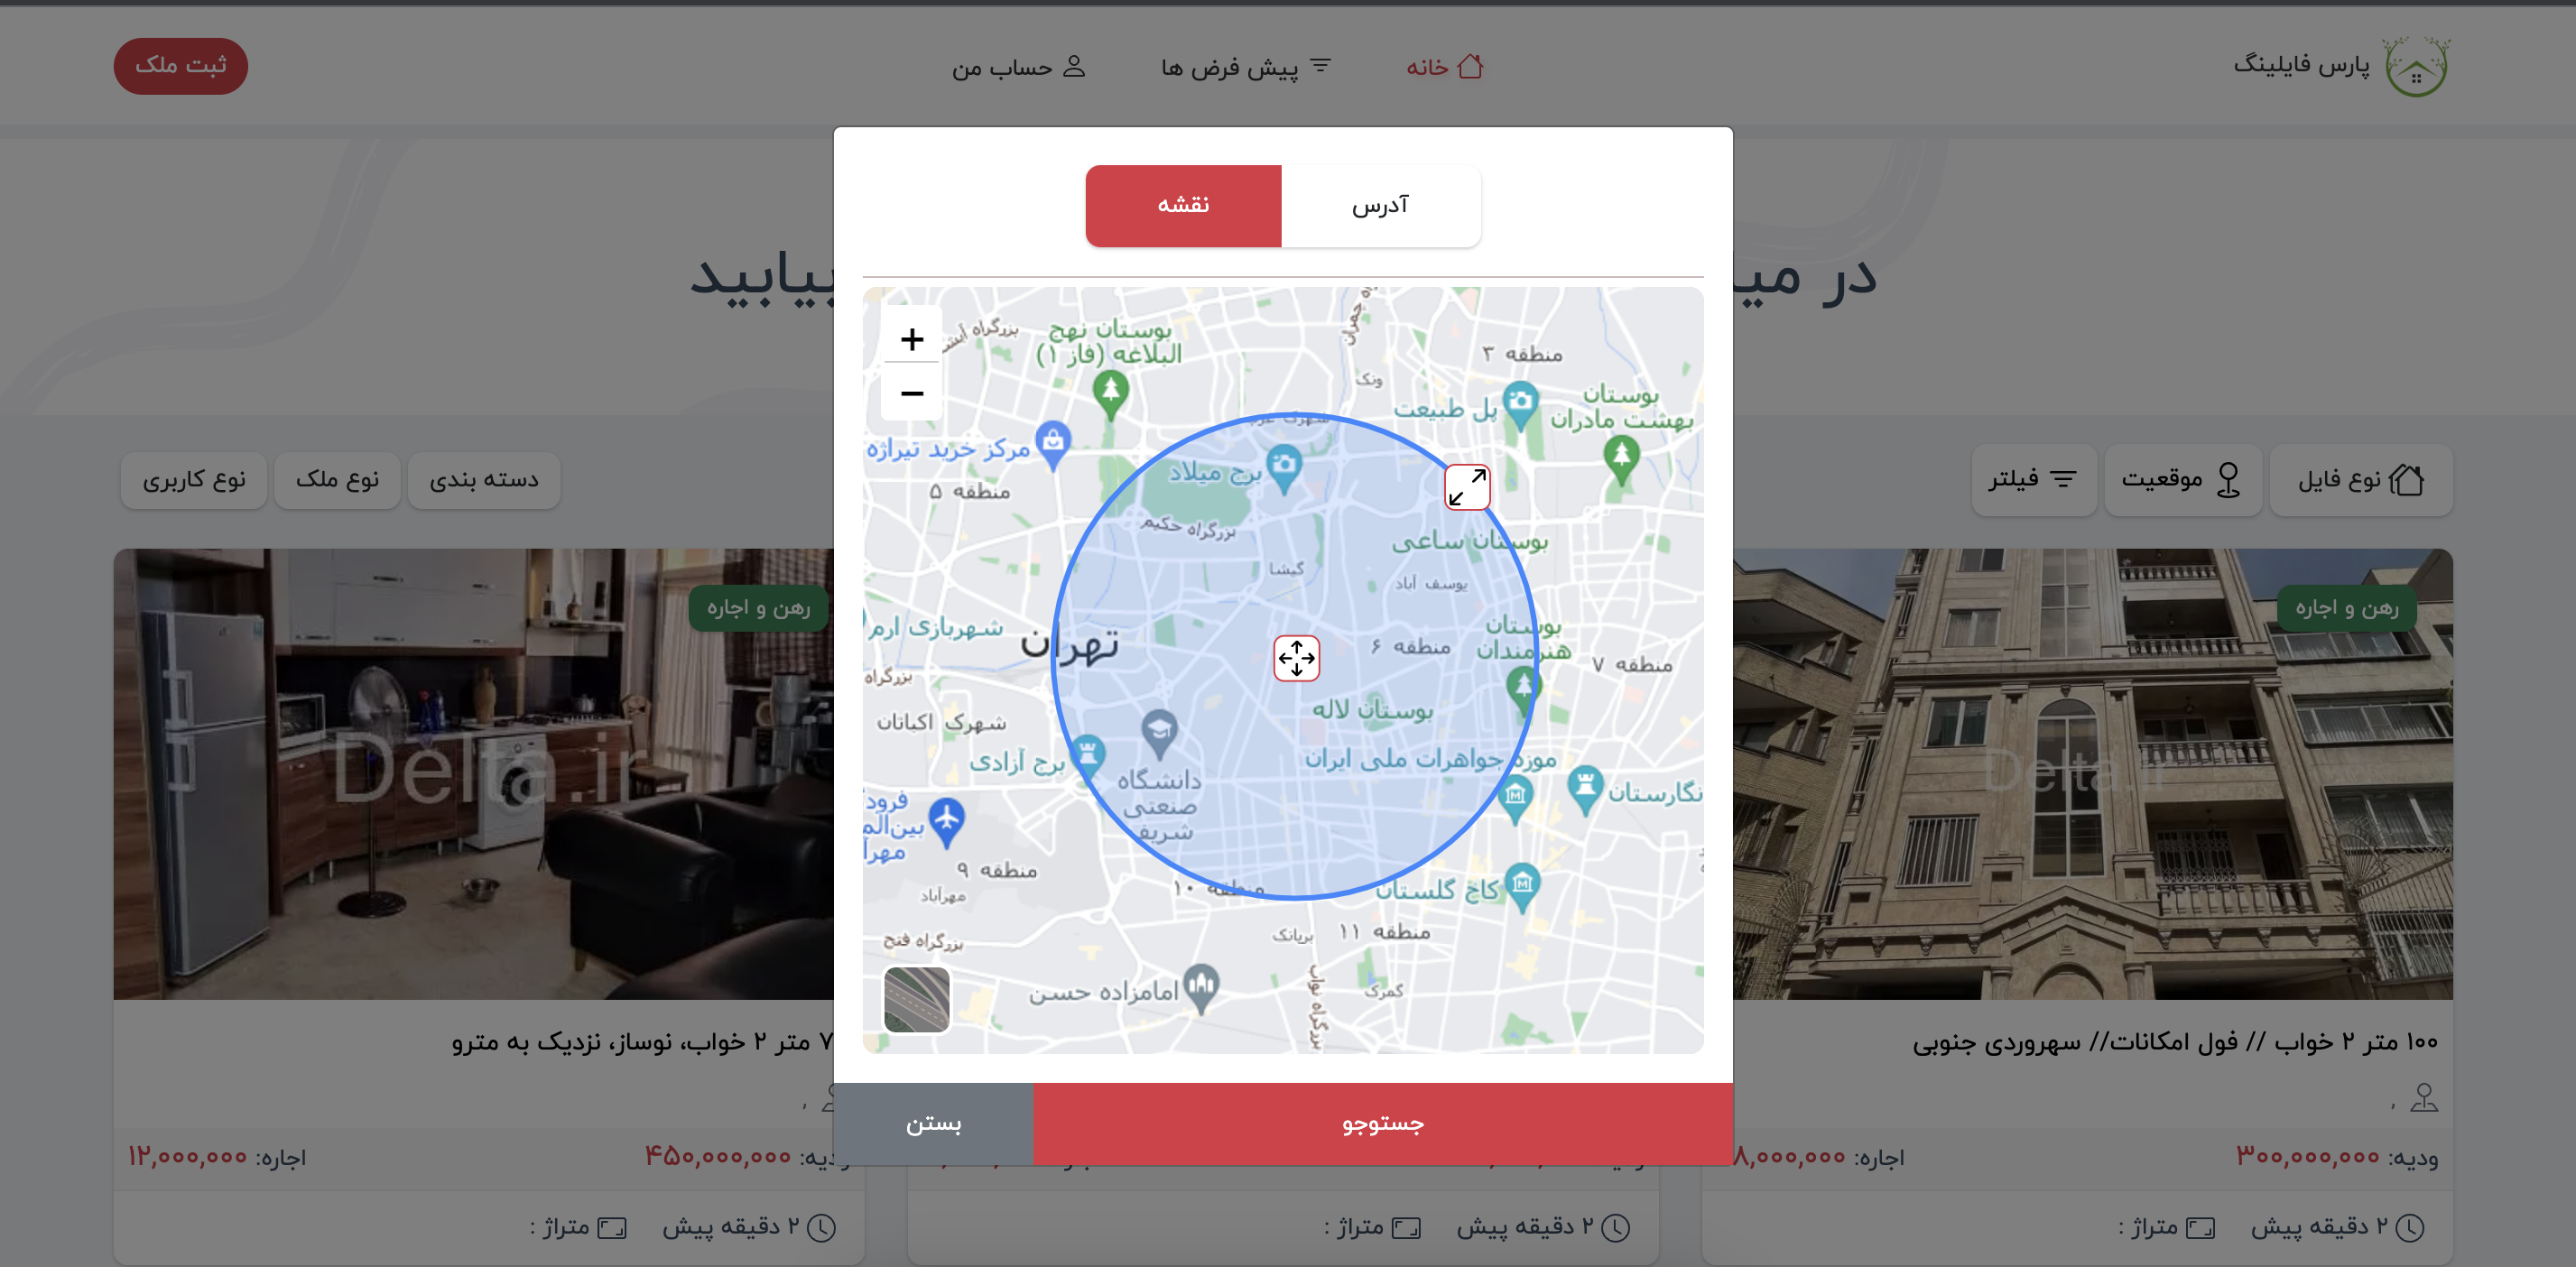 پارس فایلینگ
خانه
پیش فرض ها
حساب من
ثبت ملک
در
بیابید
آدرس
نقشه
+
−
بوستان نهج
البلاغه (فاز ۱)
منطقه ۳
ونک
پل طبیعت
بوستان
بهشت مادران
مرکز خرید تیراژه
برج میلاد
منطقه ۵
بزرگراه حکیم
بوستان ساعی
گیشا
یوسف آباد
شهربازی ارم
تهران
بوستان
هنرمندان
منطقه ۶
منطقه ۷
بزرگراه
شهرک اکباتان
بوستان لاله
برج آزادی
موزه جواهرات ملی ایران
دانشگاه
صنعتی
شریف
نگارستان
منطقه ۹
منطقه ۱۰
کاخ گلستان
مهرآباد
بریانک
منطقه ۱۱
بزرگراه فتح
امامزاده حسن
بزرگراه نواب
گمرک
جستوجو
بستن
نوع فایل
موقعیت
فیلتر
دسته بندی
نوع ملک
نوع کاربری
رهن و اجاره
Delta.ir
۱۰۰ متر ۲ خواب // فول امکانات// سهروردی جنوبی
,
ودیعه: ۳۰۰,۰۰۰,۰۰۰
اجاره: ۸,۰۰۰,۰۰۰
۲ دقیقه پیش
متراژ :
۲ دقیقه پیش
متراژ :
رهن و اجاره
Delta.ir
۷ متر ۲ خواب، نوساز، نزدیک به مترو
,
۴۵۰,۰۰۰,۰۰۰
اجاره: ۱۲,۰۰۰,۰۰۰
۲ دقیقه پیش
متراژ :